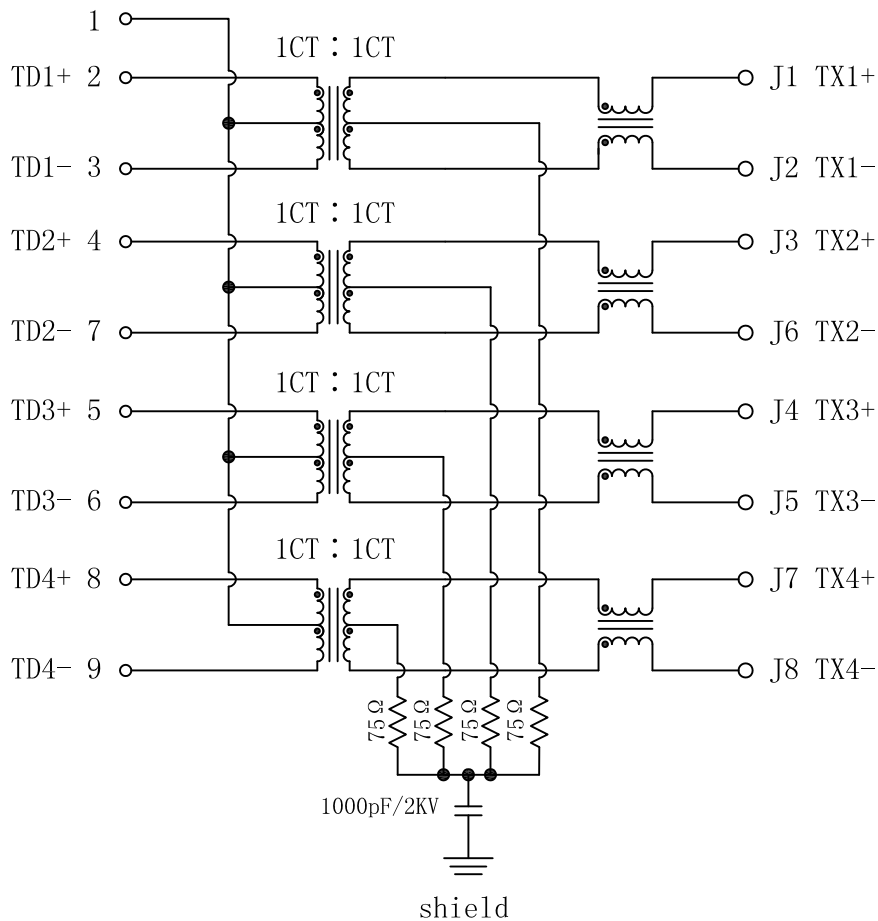 1
1CT：1CT
TD1+ 2
J1 TX1+
TD1- 3
J2 TX1-
1CT：1CT
TD2+ 4
J3 TX2+
TD2- 7
J6 TX2-
1CT：1CT
TD3+ 5
J4 TX3+
TD3- 6
J5 TX3-
1CT：1CT
TD4+ 8
J7 TX4+
TD4- 9
J8 TX4-
75Ω
75Ω
75Ω
75Ω
1000pF/2KV
shield